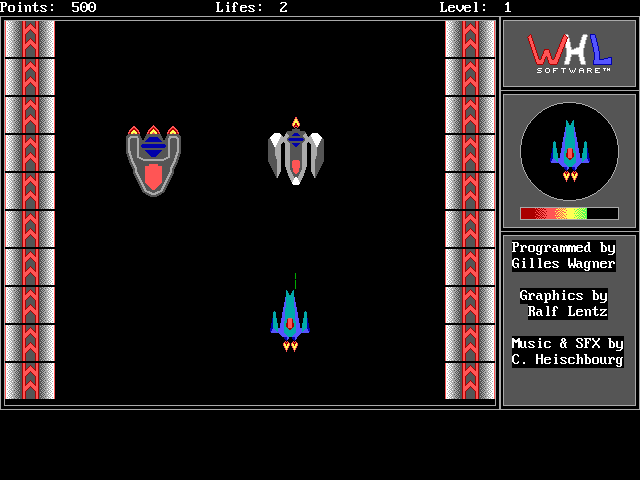 Points: 500 Lifes: 2 Level: 1
WHL
SOFTWARE™
Programmed by
Gilles Wagner
Graphics by
Ralf Lentz
Music & SFX by
C. Heischbourg